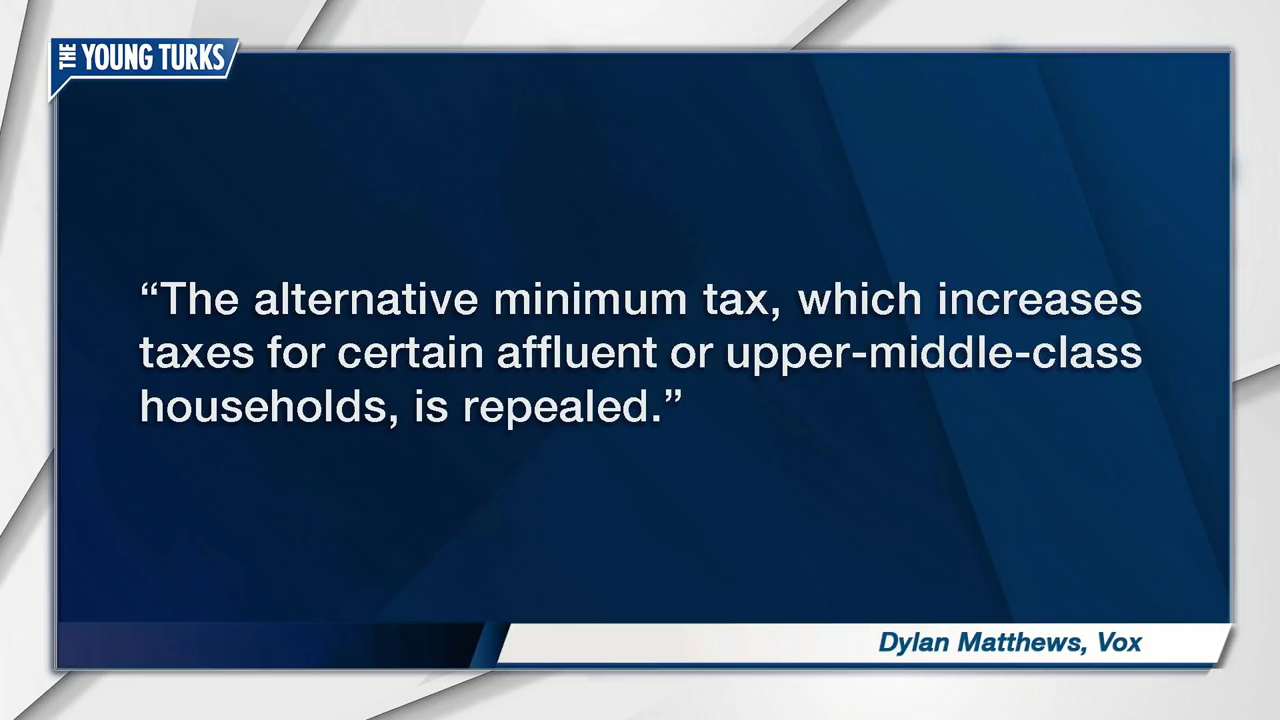 THE YOUNG TURKS
“The alternative minimum tax, which increases
taxes for certain affluent or upper-middle-class
households, is repealed.”
Dylan Matthews, Vox